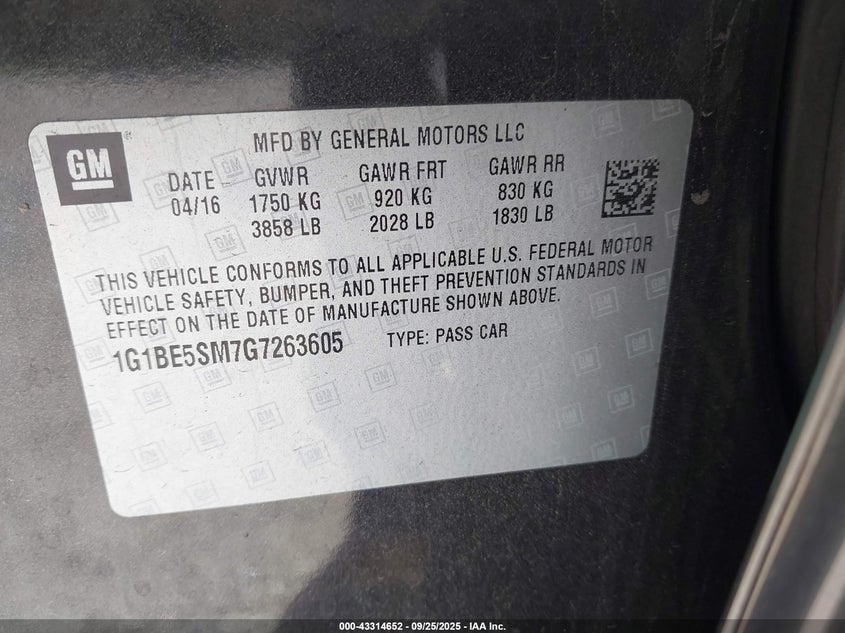 GM
MFD BY GENERAL MOTORS LLC
DATE GVWR GAWR FRT GAWR RR
04/16 1750 KG 920 KG 830 KG
3858 LB 2028 LB 1830 LB
THIS VEHICLE CONFORMS TO ALL APPLICABLE U.S. FEDERAL MOTOR
VEHICLE SAFETY, BUMPER, AND THEFT PREVENTION STANDARDS IN
EFFECT ON THE DATE OF MANUFACTURE SHOWN ABOVE.
1G1BE5SM7G7263605 TYPE: PASS CAR
000-43314652 - 09/25/2025 - IAA Inc.